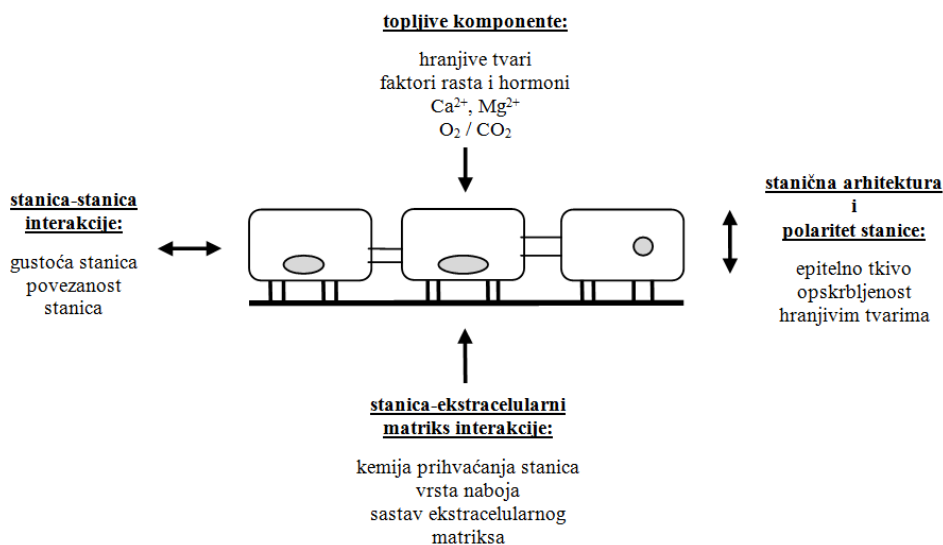 topljive komponente:
hranjive tvari
faktori rasta i hormoni
Ca²⁺, Mg²⁺
O₂ / CO₂
stanica-stanica
interakcije:
gustoća stanica
povezanost
stanica
stanična arhitektura
i
polaritet stanice:
epitelno tkivo
opskrbljenost
hranjivim tvarima
stanica-ekstracelularni
matriks interakcije:
kemija prihvaćanja stanica
vrsta naboja
sastav ekstracelularnog
matriksa